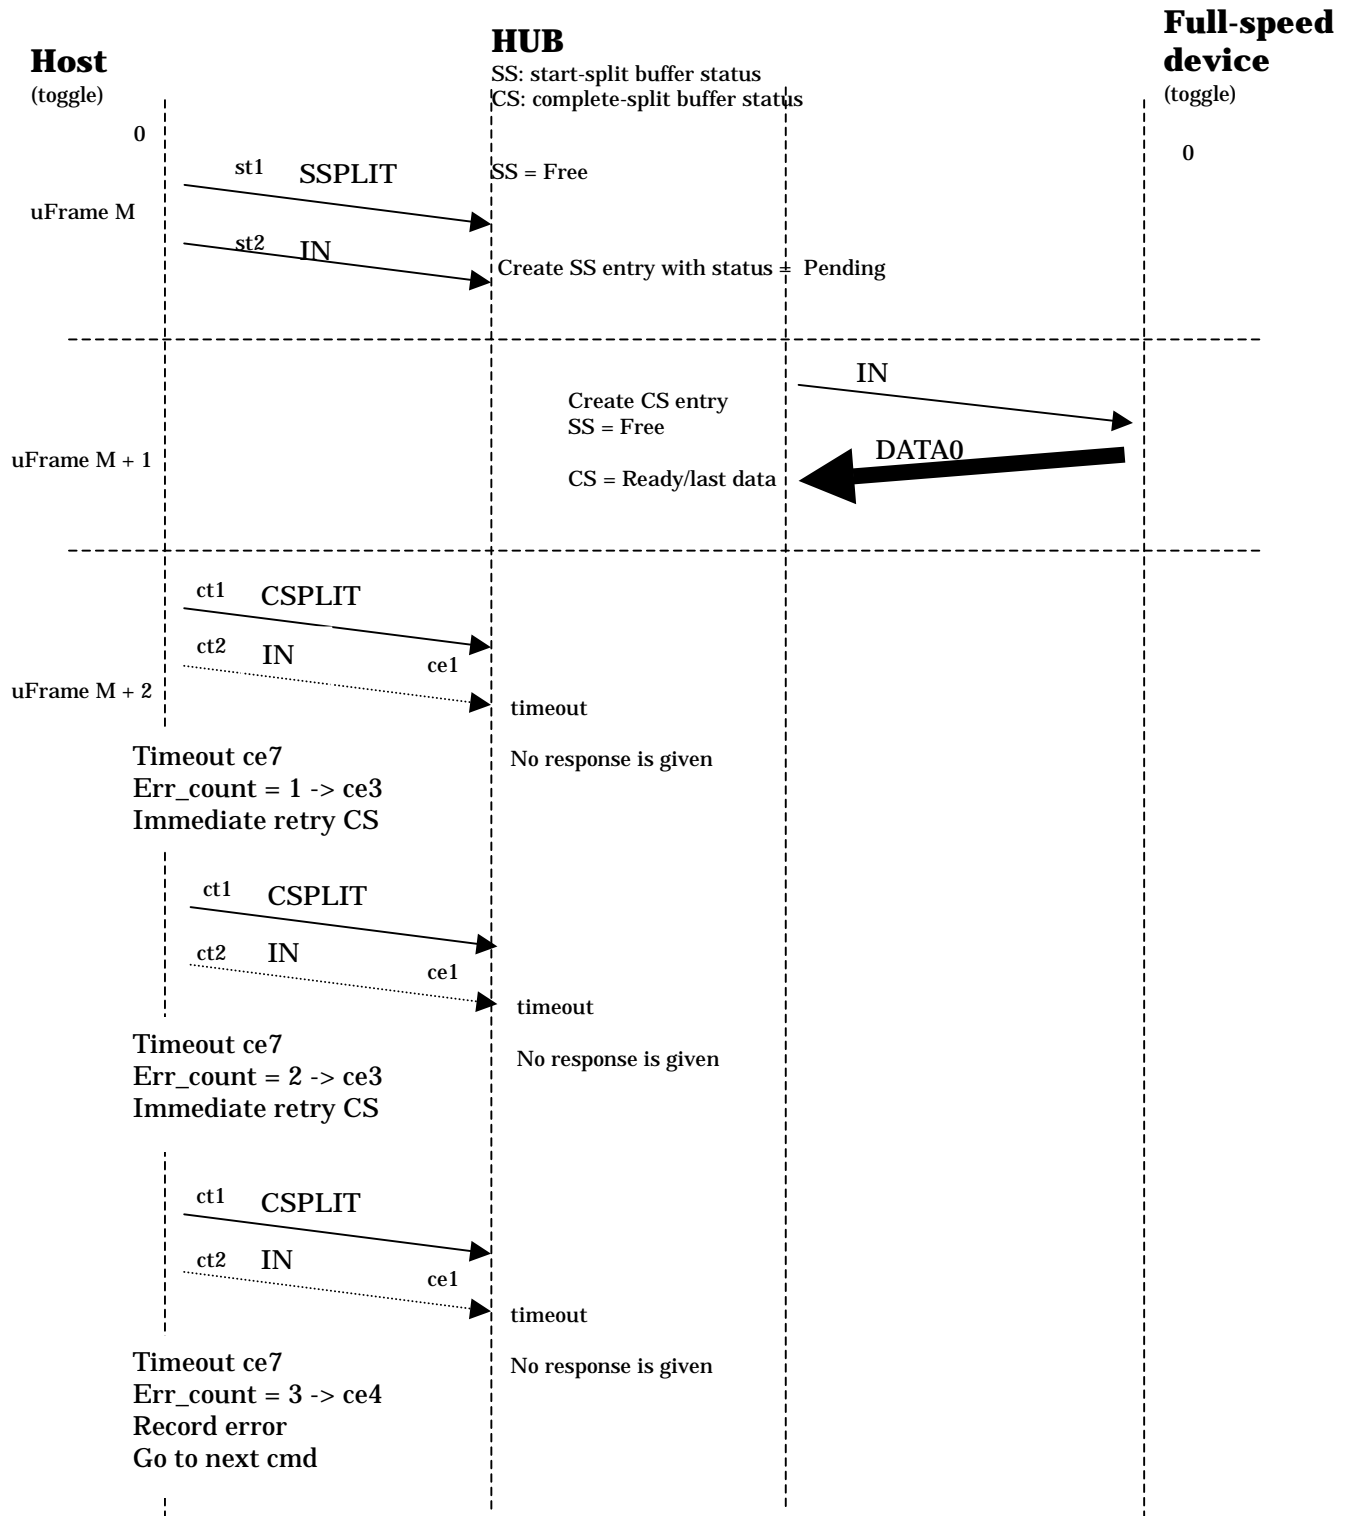 Host
(toggle)
HUB
SS: start-split buffer status
CS: complete-split buffer status
Full-speed
device
(toggle)
0
0
st1 SSPLIT
SS = Free
uFrame M
st2 IN
Create SS entry with status = Pending
IN
Create CS entry
SS = Free
DATA0
uFrame M + 1
CS = Ready/last data
ct1 CSPLIT
ct2 IN
ce1
uFrame M + 2
timeout
Timeout ce7
Err_count = 1 -> ce3
Immediate retry CS
No response is given
ct1 CSPLIT
ct2 IN
ce1
timeout
Timeout ce7
Err_count = 2 -> ce3
Immediate retry CS
No response is given
ct1 CSPLIT
ct2 IN
ce1
timeout
Timeout ce7
Err_count = 3 -> ce4
Record error
Go to next cmd
No response is given